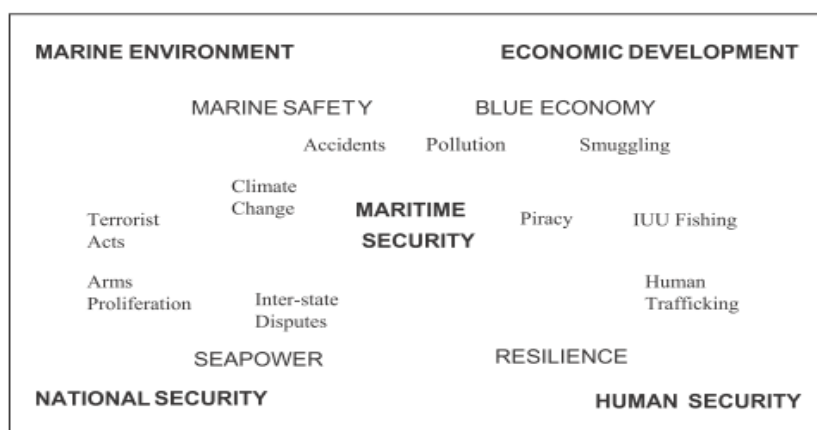 MARINE ENVIRONMENT ECONOMIC DEVELOPMENT
MARINE SAFETY BLUE ECONOMY
Accidents Pollution Smuggling
Climate
Change
MARITIME
SECURITY
Terrorist
Acts
Piracy
IUU Fishing
Arms
Proliferation
Inter-state
Disputes
Human
Trafficking
SEAPOWER RESILIENCE
NATIONAL SECURITY HUMAN SECURITY